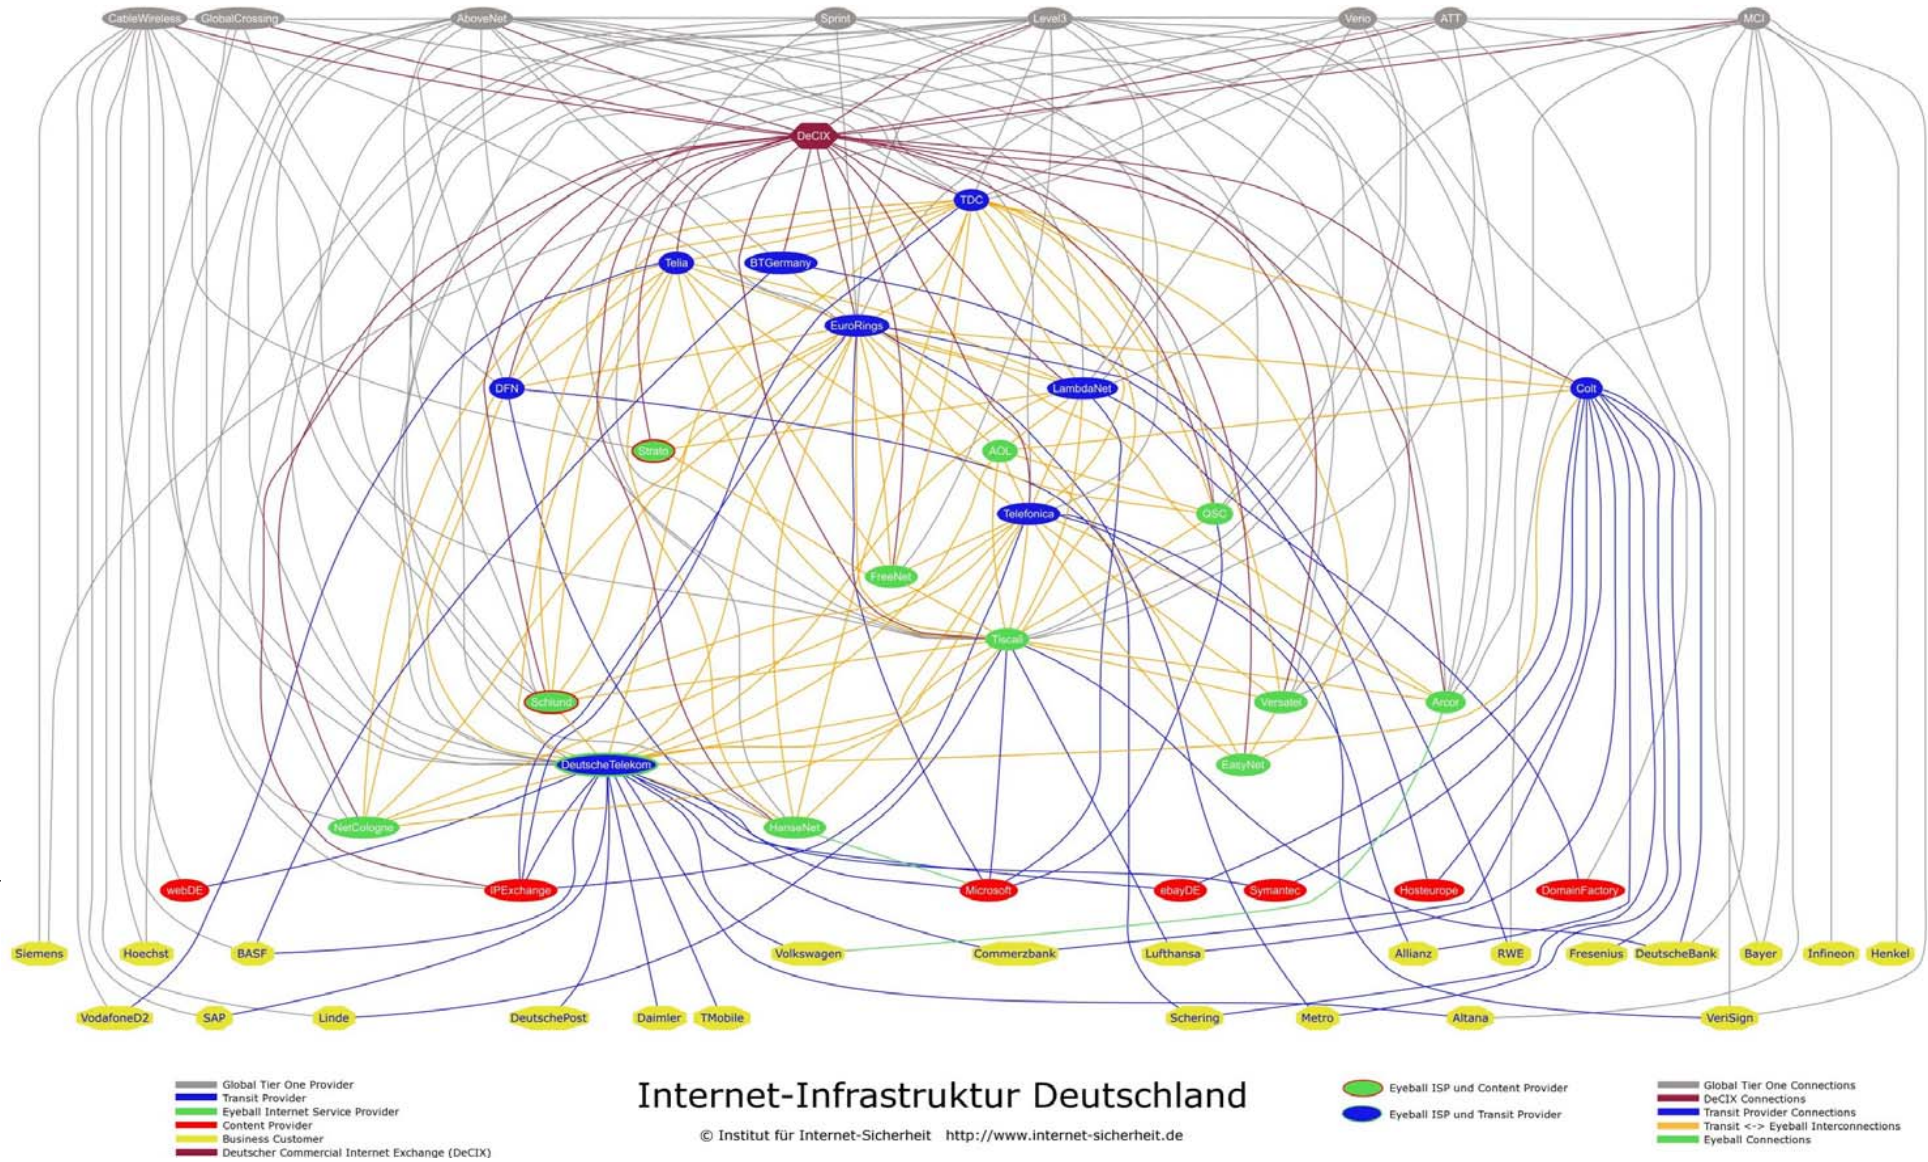 CableWireless GlobalCrossing AboveNet Sprint Level3 Verio ATT MCI
DeCIX
TDC
Telia BTGermany
EuroRings
DFN LambdaNet Colt
Strato AOL
Telefonica QSC
FreeNet
Tiscali
Schlund Versatel Arcor
DeutscheTelekom EasyNet
NetCologne HanseNet
webDE IPExchange Microsoft ebayDE Symantec Hosteurope DomainFactory
Siemens Hoechst BASF Volkswagen Commerzbank Lufthansa Allianz RWE Fresenius DeutscheBank Bayer Infineon Henkel
VodafoneD2 SAP Linde DeutschePost Daimler TMobile Schering Metro Altana VeriSign
Global Tier One Provider
Transit Provider
Eyeball Internet Service Provider
Content Provider
Business Customer
Deutscher Commercial Internet Exchange (DeCIX)
Internet-Infrastruktur Deutschland
© Institut für Internet-Sicherheit http://www.internet-sicherheit.de
Eyeball ISP und Content Provider
Eyeball ISP und Transit Provider
Global Tier One Connections
DeCIX Connections
Transit Provider Connections
Transit <-> Eyeball Interconnections
Eyeball Connections